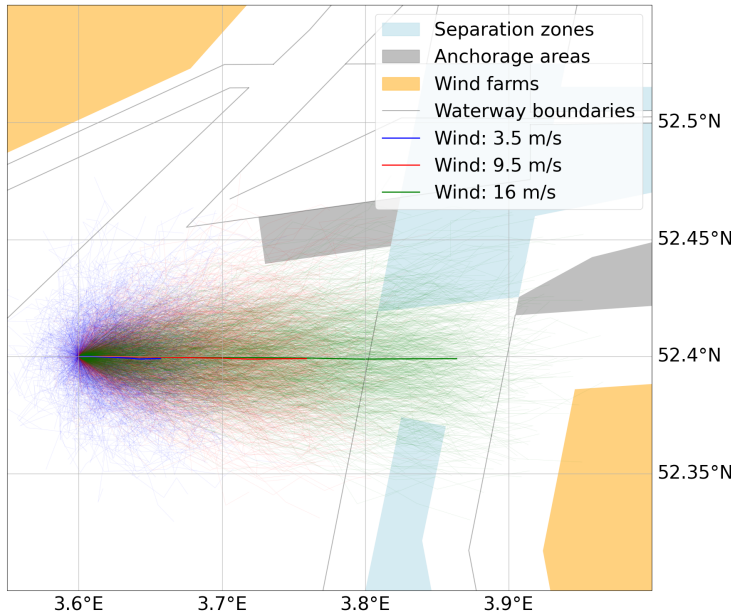 Separation zones
Anchorage areas
Wind farms
Waterway boundaries
Wind: 3.5 m/s
Wind: 9.5 m/s
Wind: 16 m/s
52.5°N
52.45°N
52.4°N
52.35°N
3.6°E 3.7°E 3.8°E 3.9°E